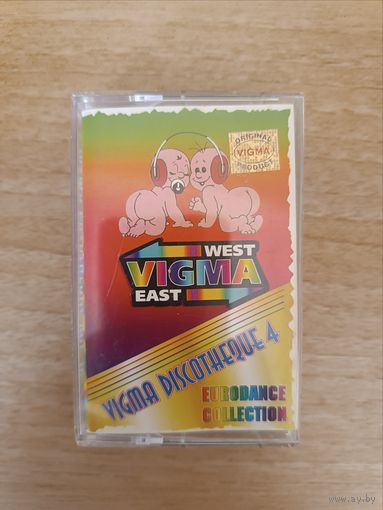 ORIGINAL
VIGMA
PRODUCT
WEST
VIGMA
EAST
VIGMA DISCOTHEQUE 4
EURODANCE
COLLECTION
www.ay.by